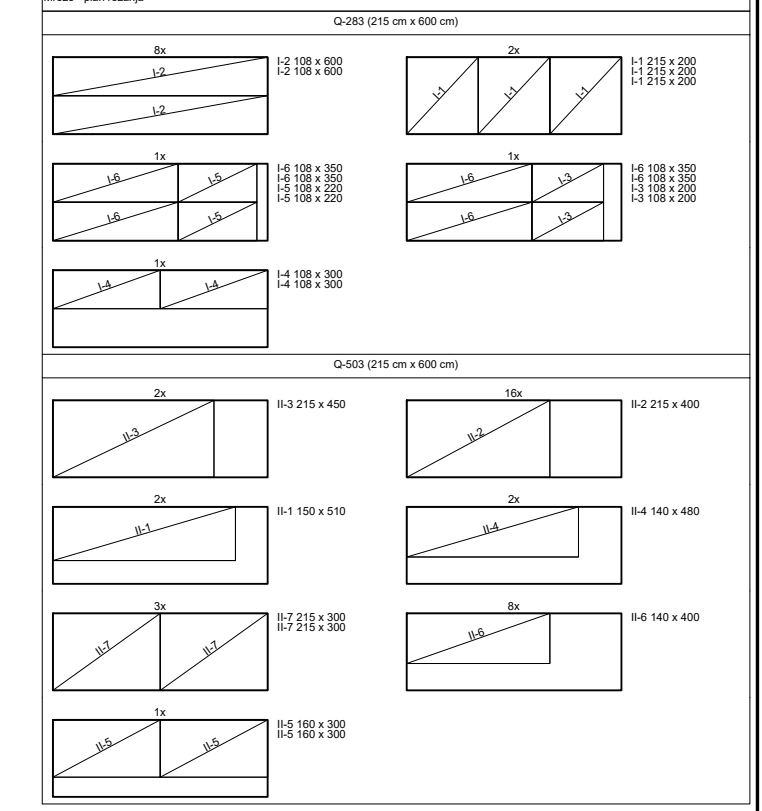 Q-283 (215 cm x 600 cm)
8x
I-2
I-2
I-2 108 x 600
I-2 108 x 600
2x
I-1
I-1
I-1
I-1 215 x 200
I-1 215 x 200
I-1 215 x 200
1x
I-6
I-5
I-6
I-5
I-6 108 x 350
I-6 108 x 350
I-5 108 x 220
I-5 108 x 220
1x
I-6
I-3
I-6
I-3
I-6 108 x 350
I-6 108 x 350
I-3 108 x 200
I-3 108 x 200
1x
I-4
I-4
I-4 108 x 300
I-4 108 x 300
Q-503 (215 cm x 600 cm)
2x
II-3
II-3 215 x 450
16x
II-2
II-2 215 x 400
2x
II-1
II-1 150 x 510
2x
II-4
II-4 140 x 480
3x
II-7
II-7
II-7 215 x 300
II-7 215 x 300
8x
II-6
II-6 140 x 400
1x
II-5
II-5
II-5 160 x 300
II-5 160 x 300